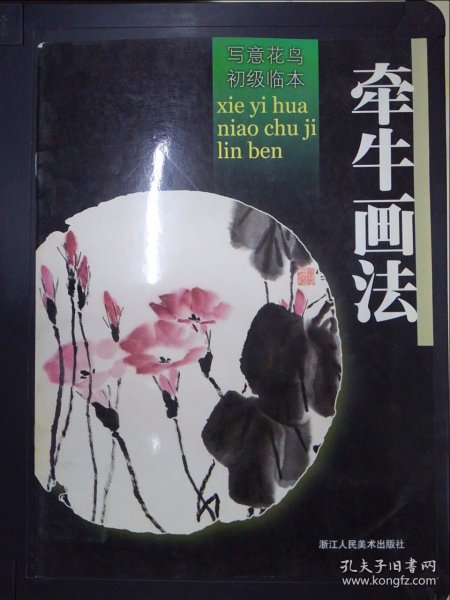 写意花鸟
初级临本
xie yi hua
niao chu ji
lin ben
牵牛画法
浙江人民美术出版社
孔夫子旧书网
www.kongfz.com